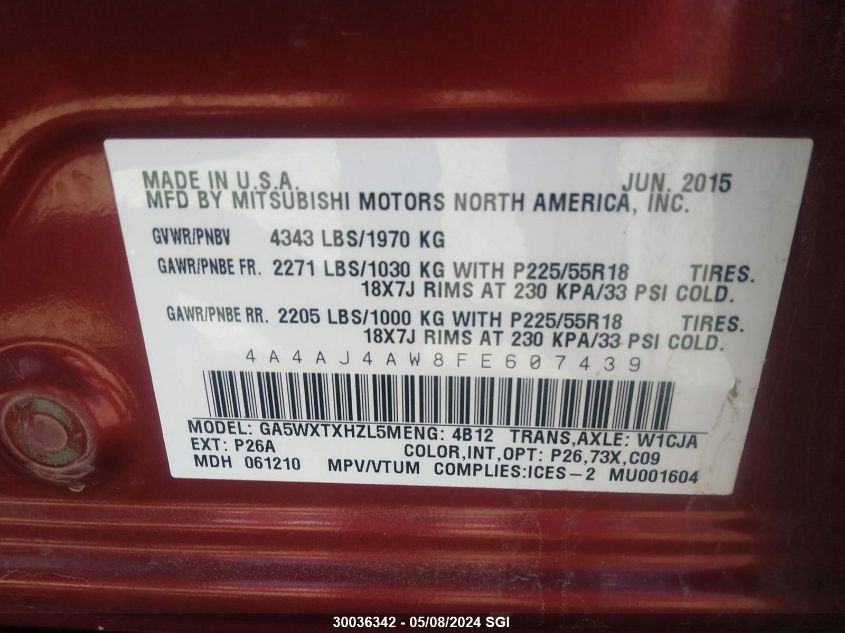 MADE IN U.S.A. JUN. 2015
MFD BY MITSUBISHI MOTORS NORTH AMERICA, INC.
GVWR/PNBV 4343 LBS/1970 KG
GAWR/PNBE FR. 2271 LBS/1030 KG WITH P225/55R18 TIRES.
18X7J RIMS AT 230 KPA/33 PSI COLD.
GAWR/PNBE RR. 2205 LBS/1000 KG WITH P225/55R18 TIRES.
18X7J RIMS AT 230 KPA/33 PSI COLD.
4A4AJ4AW8FE607439
MODEL: GA5WXTXHZL5MENG: 4B12 TRANS,AXLE: W1CJA
EXT: P26A COLOR,INT,OPT: P26,73X,C09
MDH 061210 MPV/VTUM COMPLIES:ICES-2 MU001604
30036342 - 05/08/2024 SGI